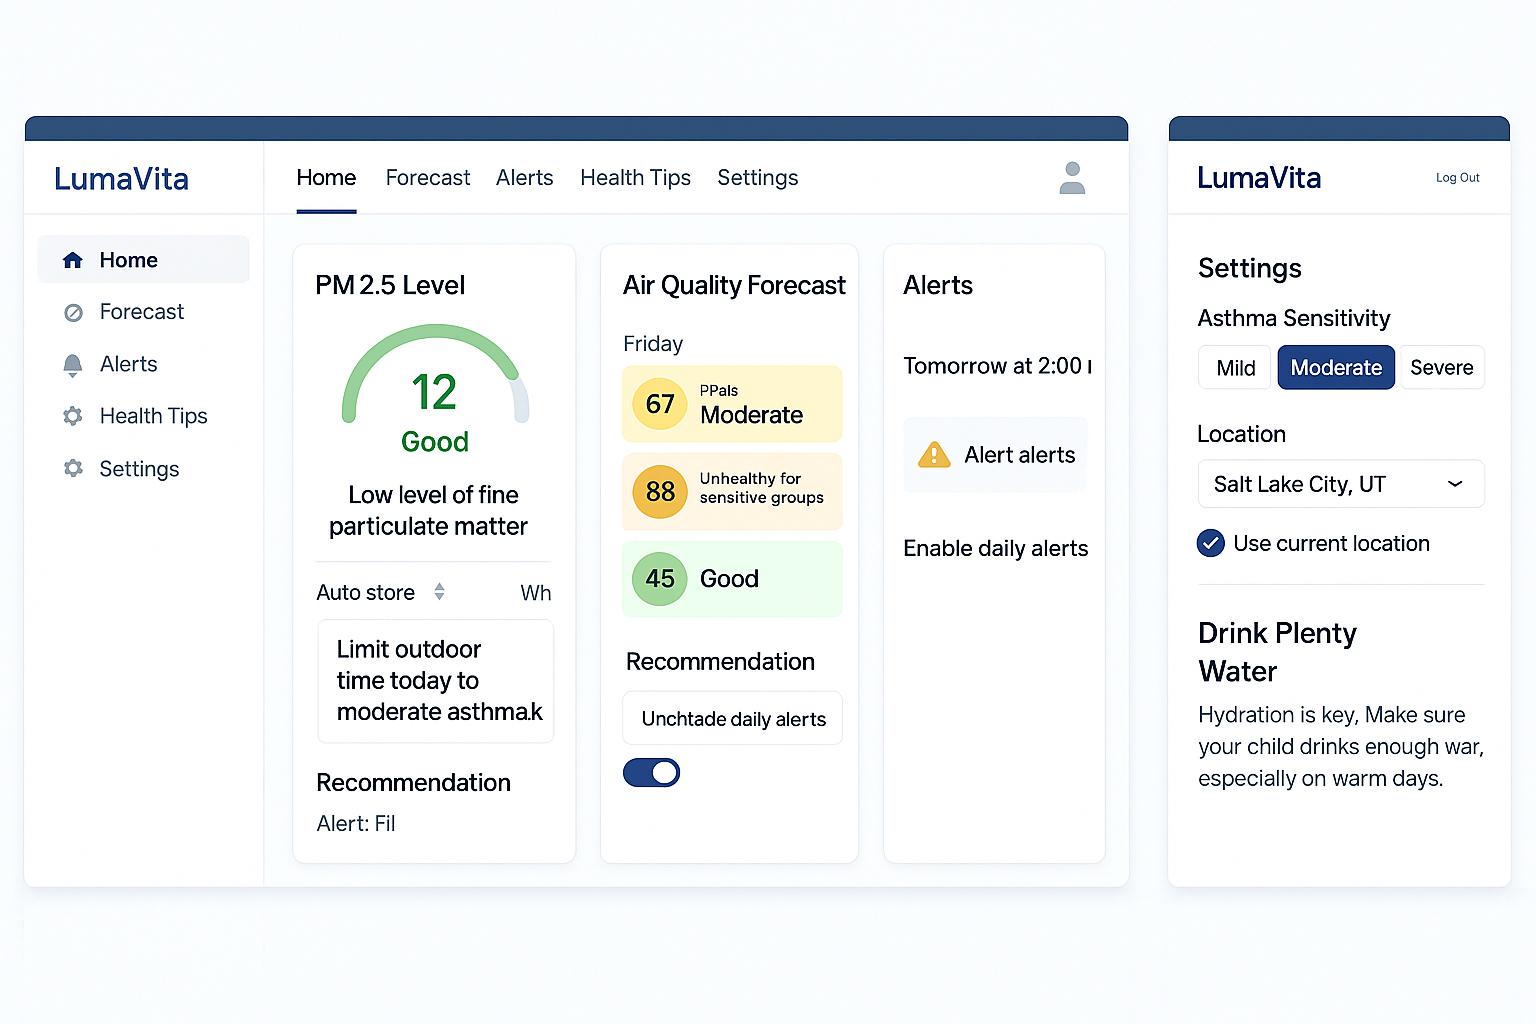 LumaVita
Home
Forecast
Alerts
Health Tips
Settings
Home
Forecast
Alerts
Health Tips
Settings
PM 2.5 Level
12
Good
Low level of fine
particulate matter
Auto store
Wh
Limit outdoor
time today to
moderate asthma.k
Recommendation
Alert: Fil
Air Quality Forecast
Friday
67
PPals
Moderate
88
Unhealthy for
sensitive groups
45
Good
Recommendation
Unchtade daily alerts
Alerts
Tomorrow at 2:00
Alert alerts
Enable daily alerts
LumaVita
Log Out
Settings
Asthma Sensitivity
Mild
Moderate
Severe
Location
Salt Lake City, UT
Use current location
Drink Plenty
Water
Hydration is key, Make sure
your child drinks enough war,
especially on warm days.